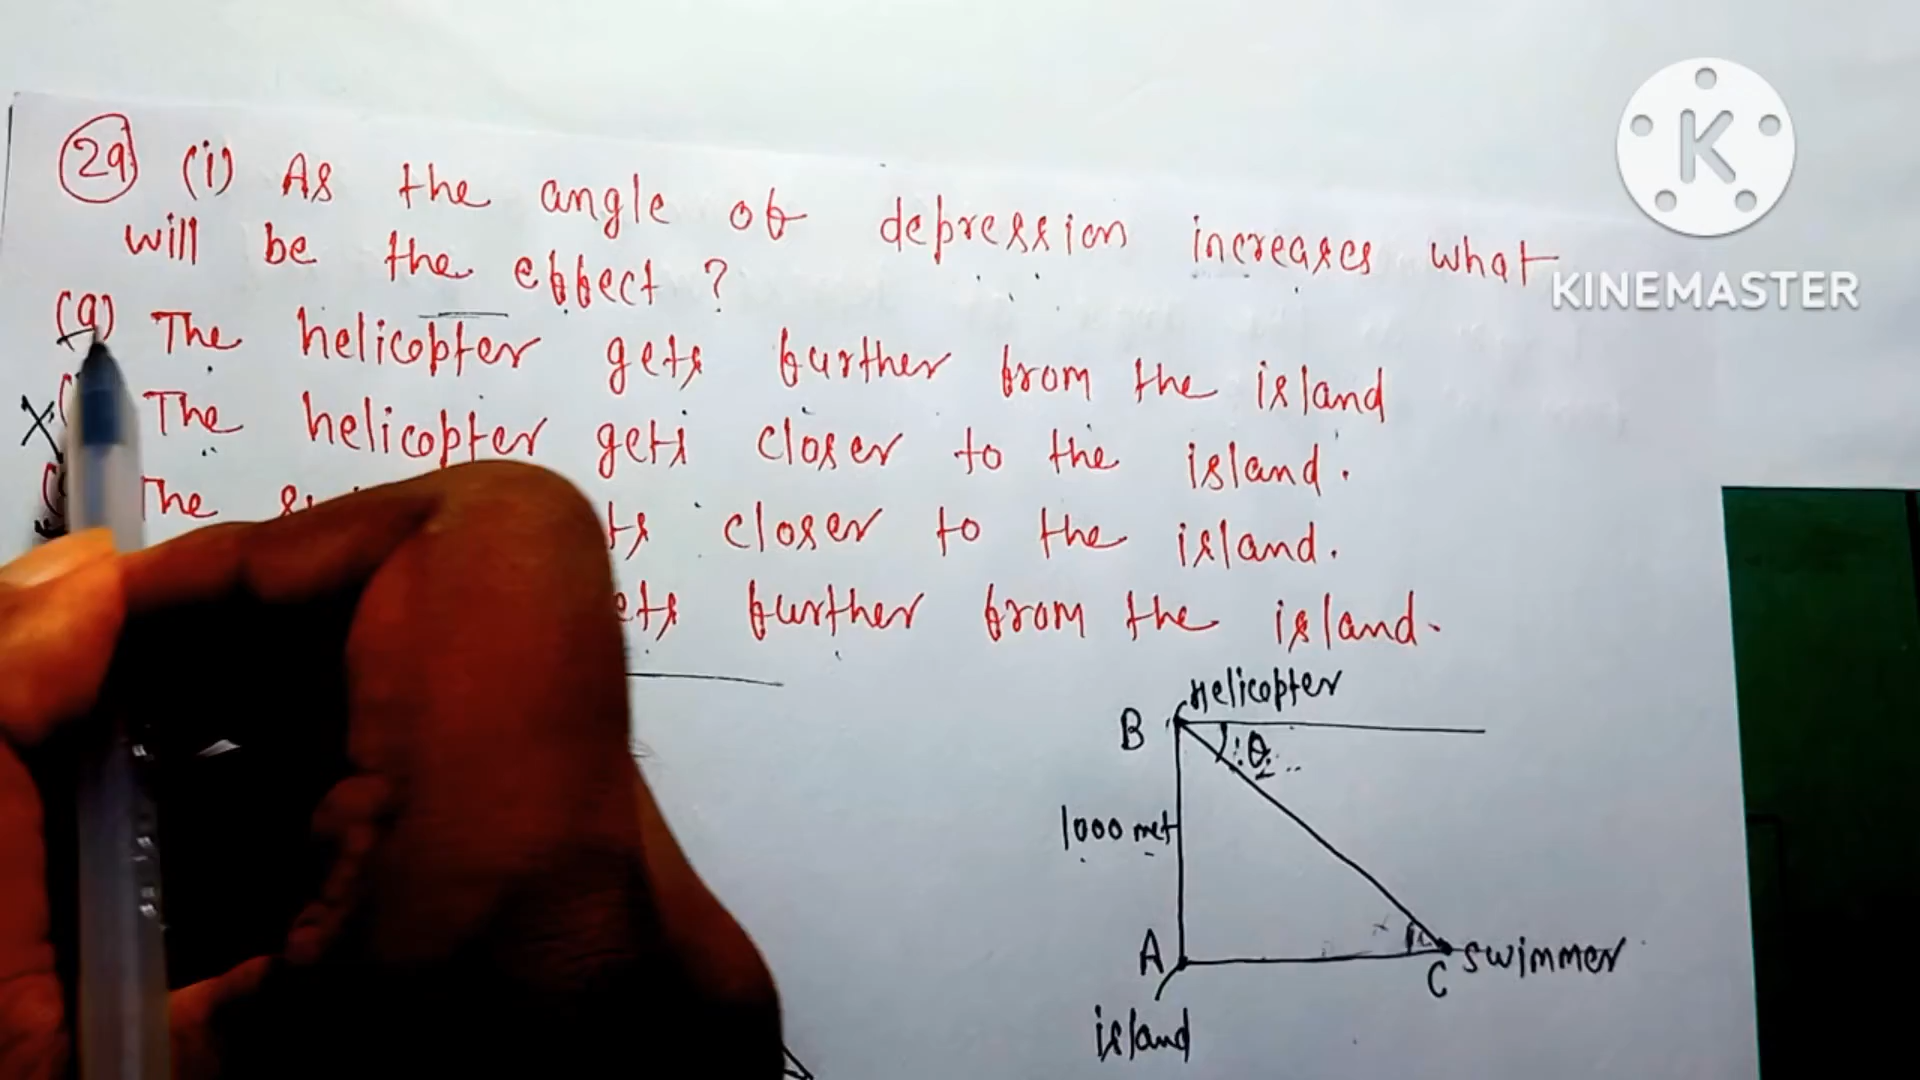 29 (i) As the angle of depression increases what
will be the effect ?
(a) The helicopter gets further from the island
The helicopter gets closer to the island.
The closer to the island.
further from the island.
KINEMASTER
Helicopter
B
θ
1000 met
A
C swimmer
island